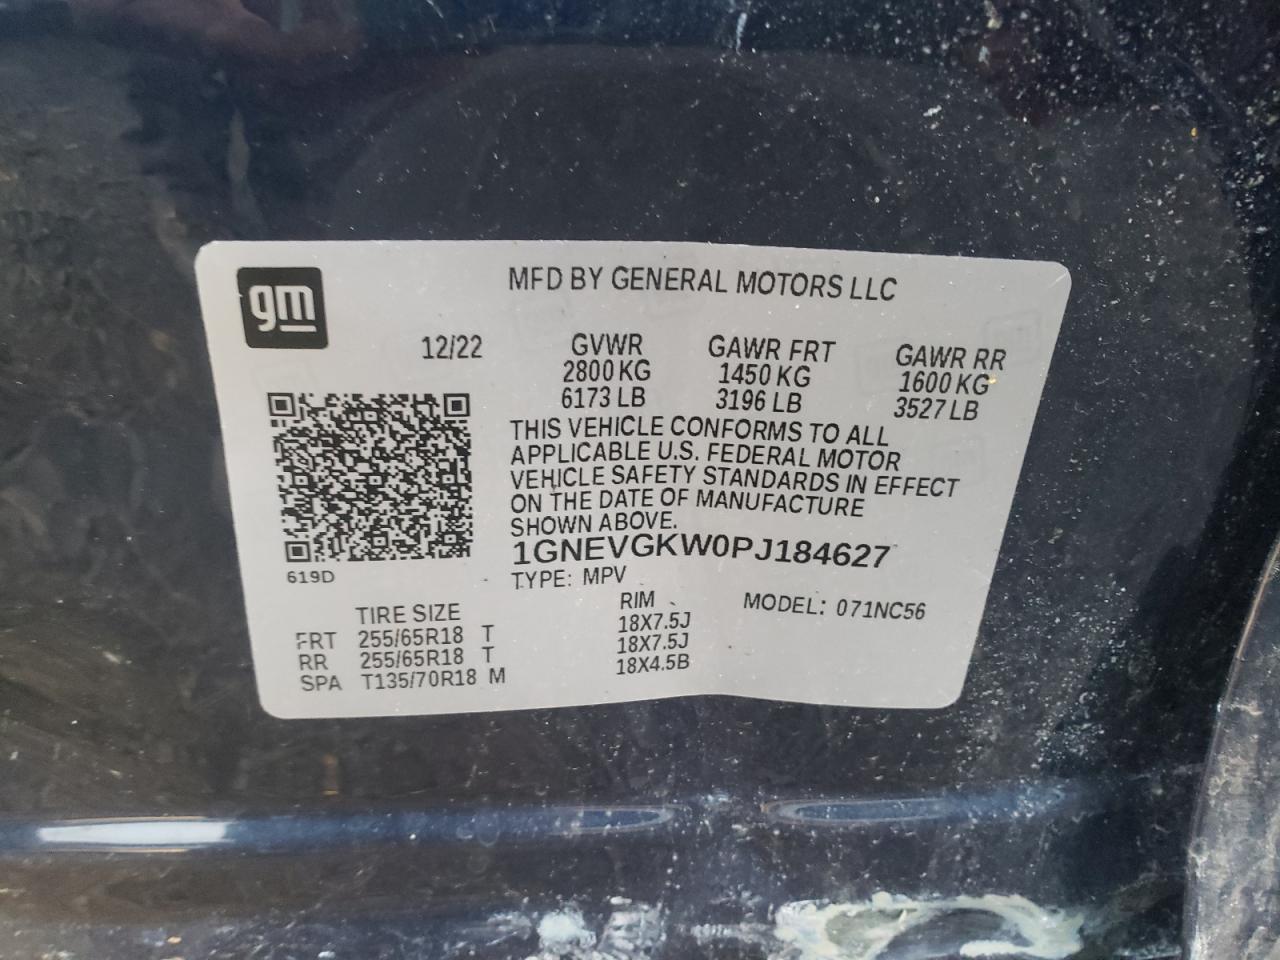 gm
MFD BY GENERAL MOTORS LLC
12/22 GVWR GAWR FRT GAWR RR
2800 KG 1450 KG 1600 KG
6173 LB 3196 LB 3527 LB
THIS VEHICLE CONFORMS TO ALL
APPLICABLE U.S. FEDERAL MOTOR
VEHICLE SAFETY STANDARDS IN EFFECT
ON THE DATE OF MANUFACTURE
SHOWN ABOVE.
1GNEVGKW0PJ184627
619D
TYPE: MPV
TIRE SIZE RIM MODEL: 071NC56
FRT 255/65R18 T 18X7.5J
RR 255/65R18 T 18X7.5J
SPA T135/70R18 M 18X4.5B